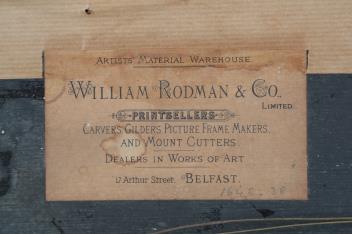 Artists' Material Warehouse
William Rodman & Co.
Limited
PRINTSELLERS
Carvers, Gilders, Picture Frame Makers,
and Mount Cutters
Dealers in Works of Art
17 Arthur Street, Belfast.